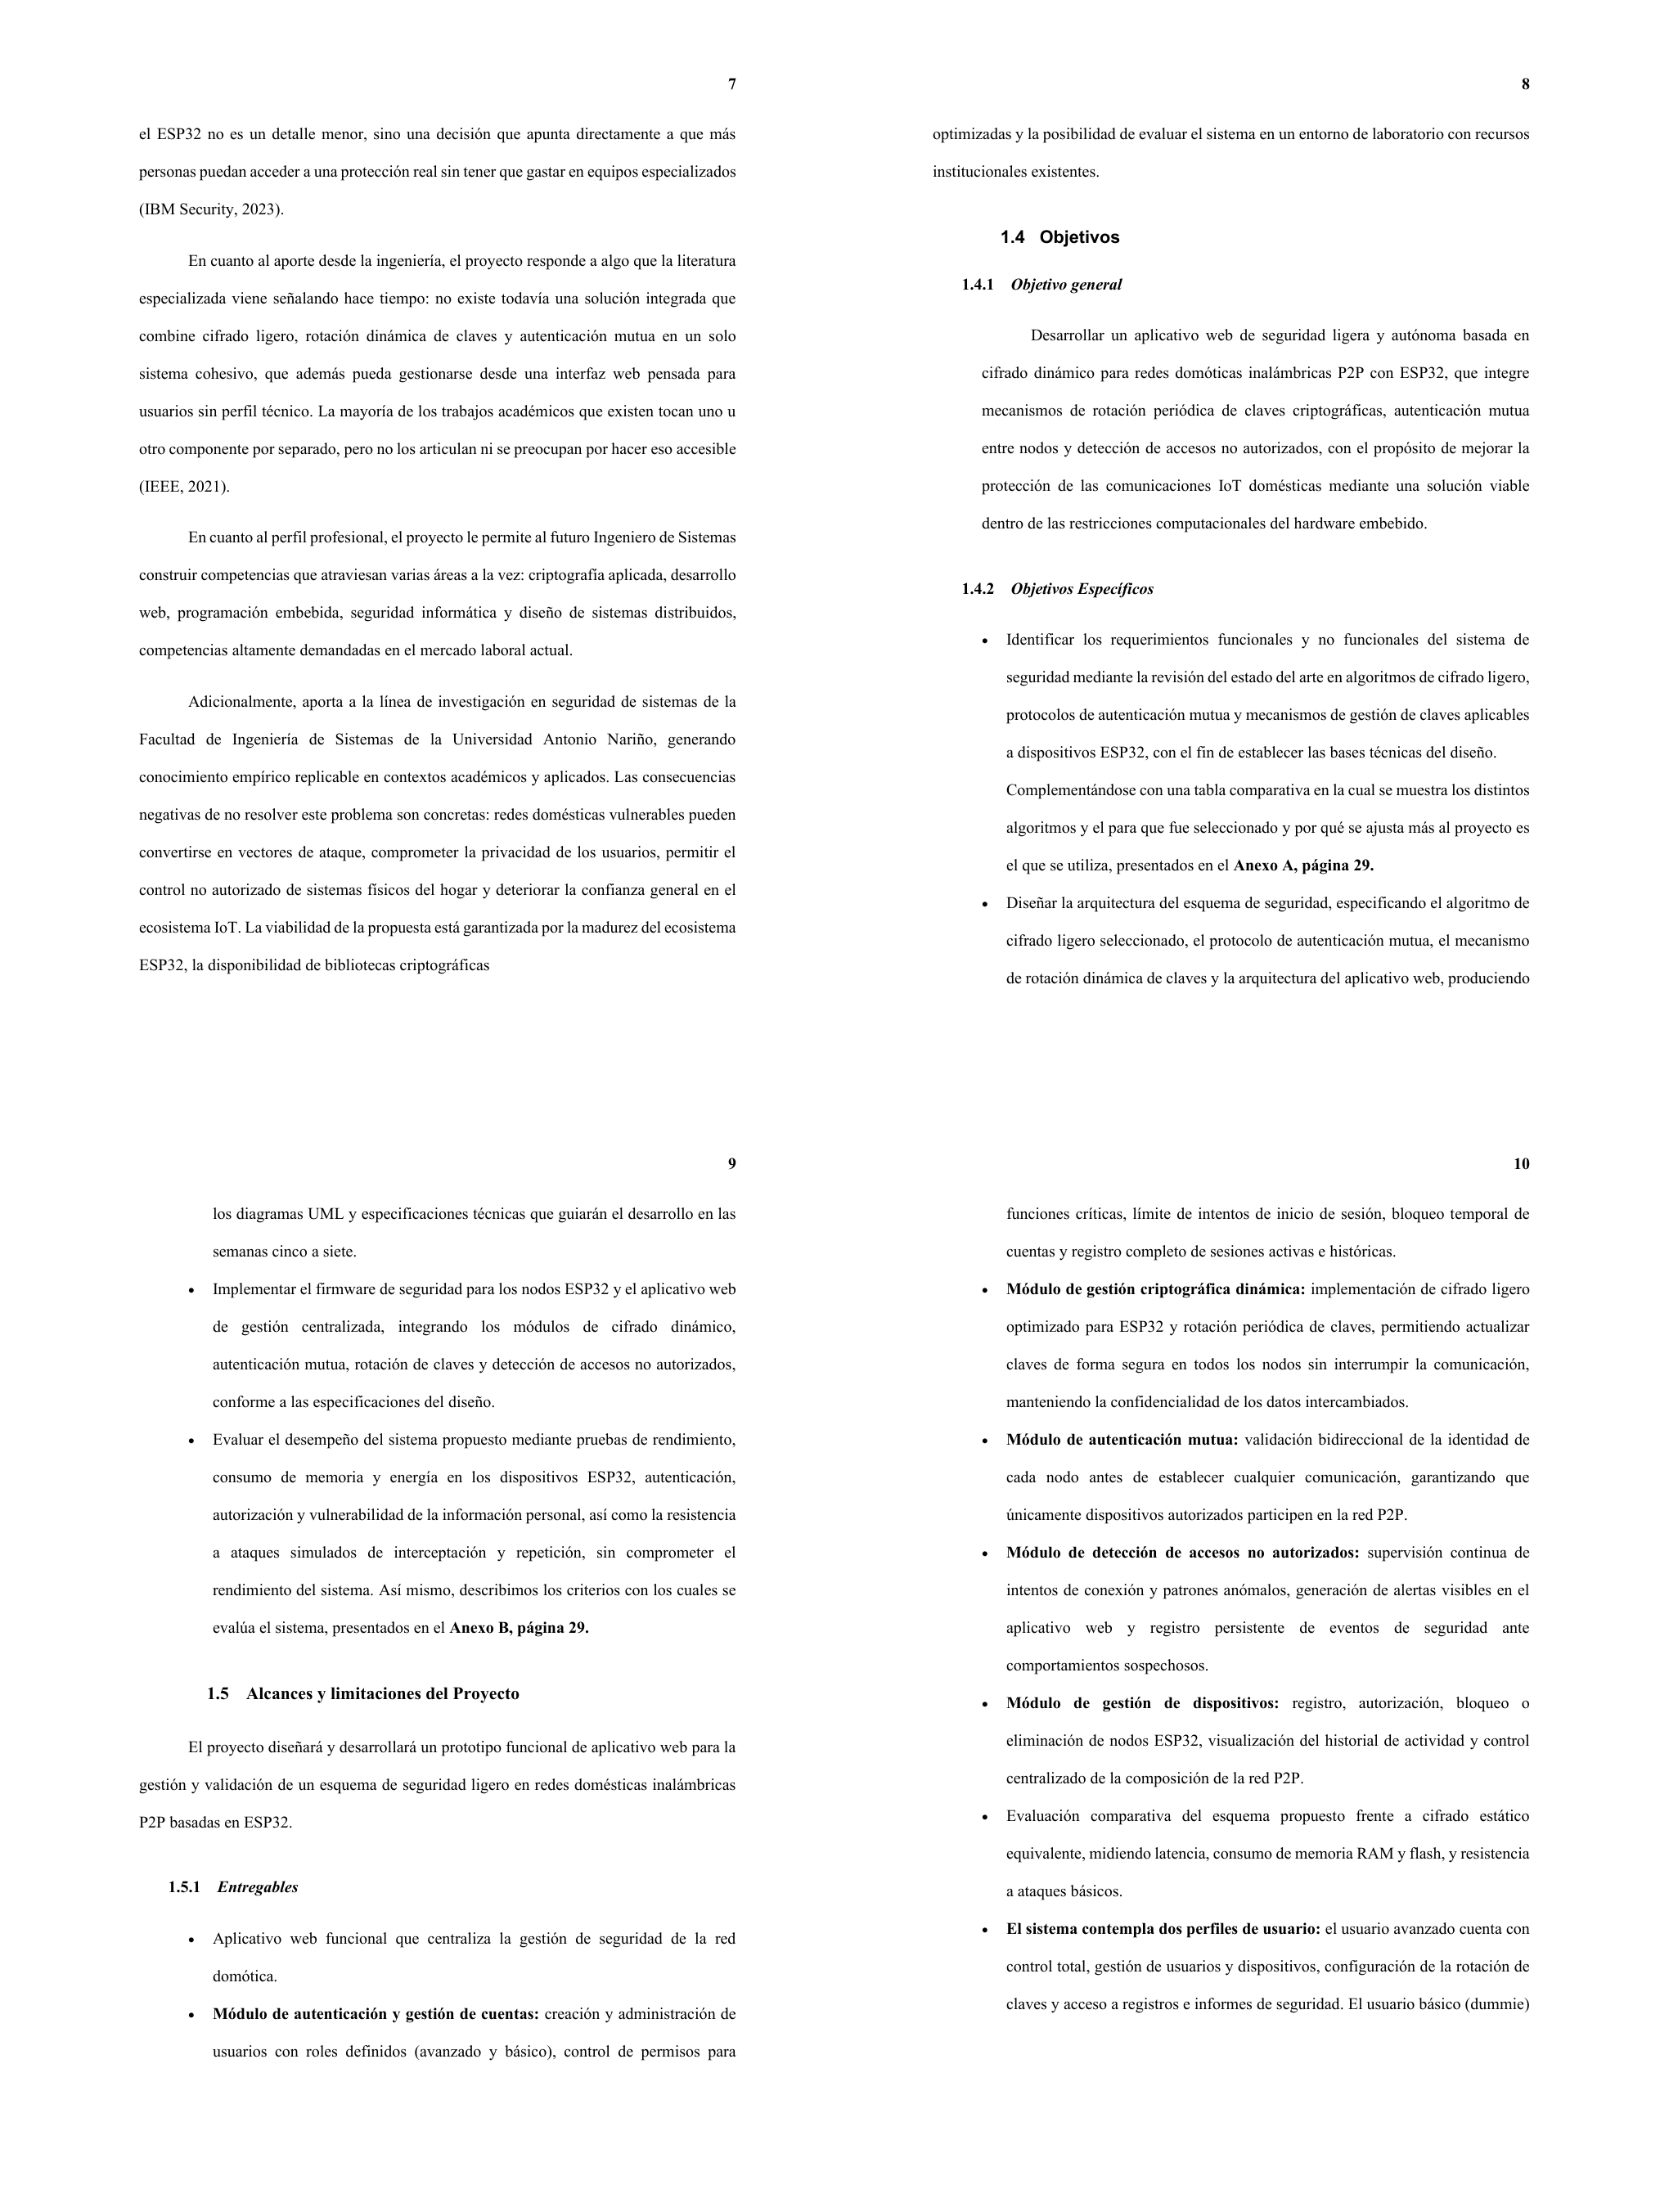 7
el ESP32 no es un detalle menor, sino una decisión que apunta directamente a que más
personas puedan acceder a una protección real sin tener que gastar en equipos especializados
(IBM Security, 2023).
En cuanto al aporte desde la ingeniería, el proyecto responde a algo que la literatura
especializada viene señalando hace tiempo: no existe todavía una solución integrada que
combine cifrado ligero, rotación dinámica de claves y autenticación mutua en un solo
sistema cohesivo, que además pueda gestionarse desde una interfaz web pensada para
usuarios sin perfil técnico. La mayoría de los trabajos académicos que existen tocan uno u
otro componente por separado, pero no los articulan ni se preocupan por hacer eso accesible
(IEEE, 2021).
En cuanto al perfil profesional, el proyecto le permite al futuro Ingeniero de Sistemas
construir competencias que atraviesan varias áreas a la vez: criptografía aplicada, desarrollo
web, programación embebida, seguridad informática y diseño de sistemas distribuidos,
competencias altamente demandadas en el mercado laboral actual.
Adicionalmente, aporta a la línea de investigación en seguridad de sistemas de la
Facultad de Ingeniería de Sistemas de la Universidad Antonio Nariño, generando
conocimiento empírico replicable en contextos académicos y aplicados. Las consecuencias
negativas de no resolver este problema son concretas: redes domésticas vulnerables pueden
convertirse en vectores de ataque, comprometer la privacidad de los usuarios, permitir el
control no autorizado de sistemas físicos del hogar y deteriorar la confianza general en el
ecosistema IoT. La viabilidad de la propuesta está garantizada por la madurez del ecosistema
ESP32, la disponibilidad de bibliotecas criptográficas
8
optimizadas y la posibilidad de evaluar el sistema en un entorno de laboratorio con recursos
institucionales existentes.
1.4 Objetivos
1.4.1 Objetivo general
Desarrollar un aplicativo web de seguridad ligera y autónoma basada en
cifrado dinámico para redes domóticas inalámbricas P2P con ESP32, que integre
mecanismos de rotación periódica de claves criptográficas, autenticación mutua
entre nodos y detección de accesos no autorizados, con el propósito de mejorar la
protección de las comunicaciones IoT domésticas mediante una solución viable
dentro de las restricciones computacionales del hardware embebido.
1.4.2 Objetivos Específicos
• Identificar los requerimientos funcionales y no funcionales del sistema de
seguridad mediante la revisión del estado del arte en algoritmos de cifrado ligero,
protocolos de autenticación mutua y mecanismos de gestión de claves aplicables
a dispositivos ESP32, con el fin de establecer las bases técnicas del diseño.
Complementándose con una tabla comparativa en la cual se muestra los distintos
algoritmos y el para que fue seleccionado y por qué se ajusta más al proyecto es
el que se utiliza, presentados en el Anexo A, página 29.
• Diseñar la arquitectura del esquema de seguridad, especificando el algoritmo de
cifrado ligero seleccionado, el protocolo de autenticación mutua, el mecanismo
de rotación dinámica de claves y la arquitectura del aplicativo web, produciendo
9
los diagramas UML y especificaciones técnicas que guiarán el desarrollo en las
semanas cinco a siete.
• Implementar el firmware de seguridad para los nodos ESP32 y el aplicativo web
de gestión centralizada, integrando los módulos de cifrado dinámico,
autenticación mutua, rotación de claves y detección de accesos no autorizados,
conforme a las especificaciones del diseño.
• Evaluar el desempeño del sistema propuesto mediante pruebas de rendimiento,
consumo de memoria y energía en los dispositivos ESP32, autenticación,
autorización y vulnerabilidad de la información personal, así como la resistencia
a ataques simulados de interceptación y repetición, sin comprometer el
rendimiento del sistema. Así mismo, describimos los criterios con los cuales se
evalúa el sistema, presentados en el Anexo B, página 29.
1.5 Alcances y limitaciones del Proyecto
El proyecto diseñará y desarrollará un prototipo funcional de aplicativo web para la
gestión y validación de un esquema de seguridad ligero en redes domésticas inalámbricas
P2P basadas en ESP32.
1.5.1 Entregables
• Aplicativo web funcional que centraliza la gestión de seguridad de la red
domótica.
• Módulo de autenticación y gestión de cuentas: creación y administración de
usuarios con roles definidos (avanzado y básico), control de permisos para
10
funciones críticas, límite de intentos de inicio de sesión, bloqueo temporal de
cuentas y registro completo de sesiones activas e históricas.
• Módulo de gestión criptográfica dinámica: implementación de cifrado ligero
optimizado para ESP32 y rotación periódica de claves, permitiendo actualizar
claves de forma segura en todos los nodos sin interrumpir la comunicación,
manteniendo la confidencialidad de los datos intercambiados.
• Módulo de autenticación mutua: validación bidireccional de la identidad de
cada nodo antes de establecer cualquier comunicación, garantizando que
únicamente dispositivos autorizados participen en la red P2P.
• Módulo de detección de accesos no autorizados: supervisión continua de
intentos de conexión y patrones anómalos, generación de alertas visibles en el
aplicativo web y registro persistente de eventos de seguridad ante
comportamientos sospechosos.
• Módulo de gestión de dispositivos: registro, autorización, bloqueo o
eliminación de nodos ESP32, visualización del historial de actividad y control
centralizado de la composición de la red P2P.
• Evaluación comparativa del esquema propuesto frente a cifrado estático
equivalente, midiendo latencia, consumo de memoria RAM y flash, y resistencia
a ataques básicos.
• El sistema contempla dos perfiles de usuario: el usuario avanzado cuenta con
control total, gestión de usuarios y dispositivos, configuración de la rotación de
claves y acceso a registros e informes de seguridad. El usuario básico (dummie)